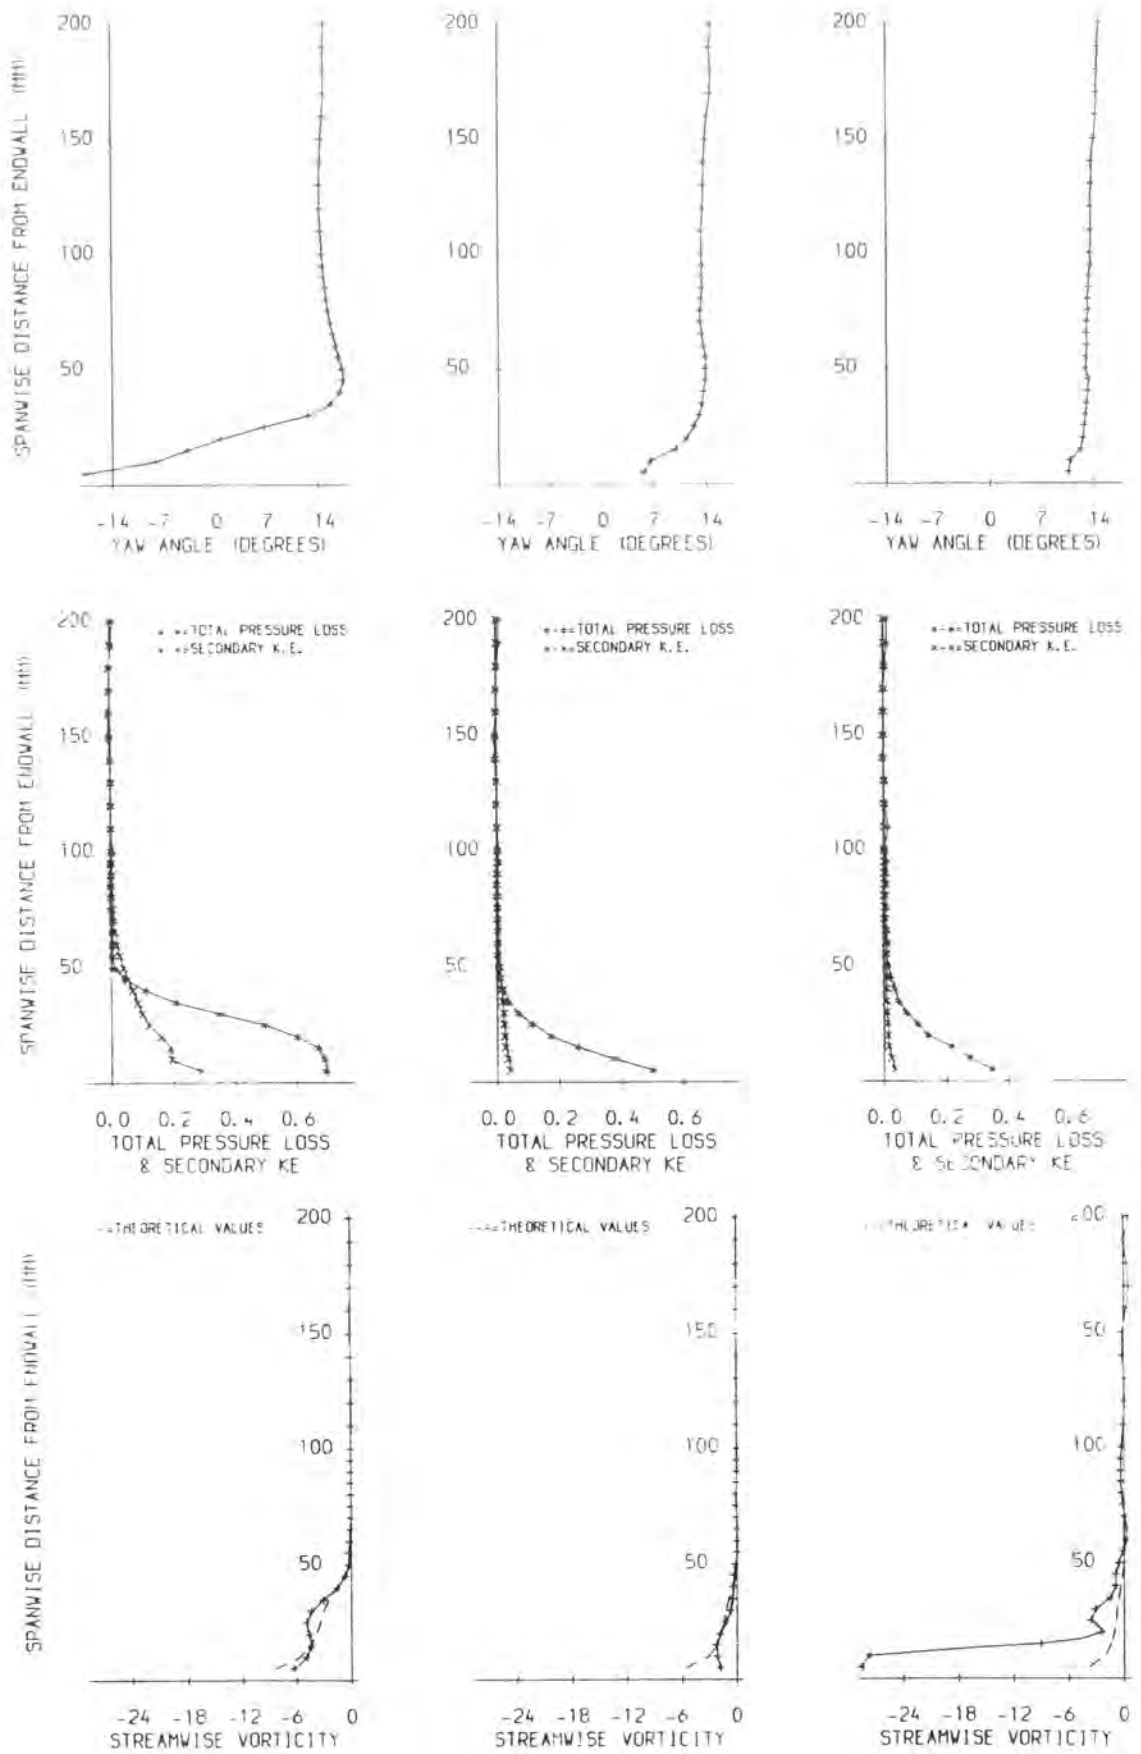 SPANWISE DISTANCE FROM ENDWALL (MM)
200
150
100
50
-14 -7 0 7 14
YAW ANGLE (DEGREES)
200
150
100
50
-14 -7 0 7 14
YAW ANGLE (DEGREES)
200
150
100
50
-14 -7 0 7 14
YAW ANGLE (DEGREES)
SPANWISE DISTANCE FROM ENDWALL (MM)
200
150
100
50
=TOTAL PRESSURE LOSS
=SECONDARY K.E.
0.0 0.2 0.4 0.6
TOTAL PRESSURE LOSS
& SECONDARY KE
200
150
100
50
=TOTAL PRESSURE LOSS
=SECONDARY K.E.
0.0 0.2 0.4 0.6
TOTAL PRESSURE LOSS
& SECONDARY KE
200
150
100
50
=TOTAL PRESSURE LOSS
=SECONDARY K.E.
0.0 0.2 0.4 0.6
TOTAL PRESSURE LOSS
& SECONDARY KE
SPANWISE DISTANCE FROM ENDWALL (MM)
--=THEORETICAL VALUES
200
150
100
50
-24 -18 -12 -6 0
STREAMWISE VORTICITY
--=THEORETICAL VALUES
200
150
100
50
-24 -18 -12 -6 0
STREAMWISE VORTICITY
THEORETICAL VALUES
200
50
100
50
-24 -18 -12 -6 0
STREAMWISE VORTICITY